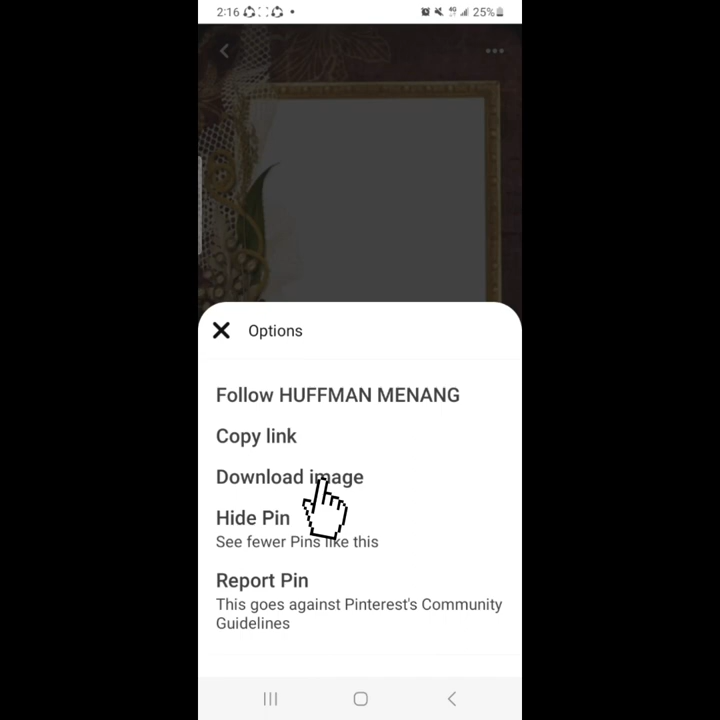 2:16
4G
25%
Options
Follow HUFFMAN MENANG
Copy link
Download image
Hide Pin
See fewer Pins like this
Report Pin
This goes against Pinterest's Community
Guidelines